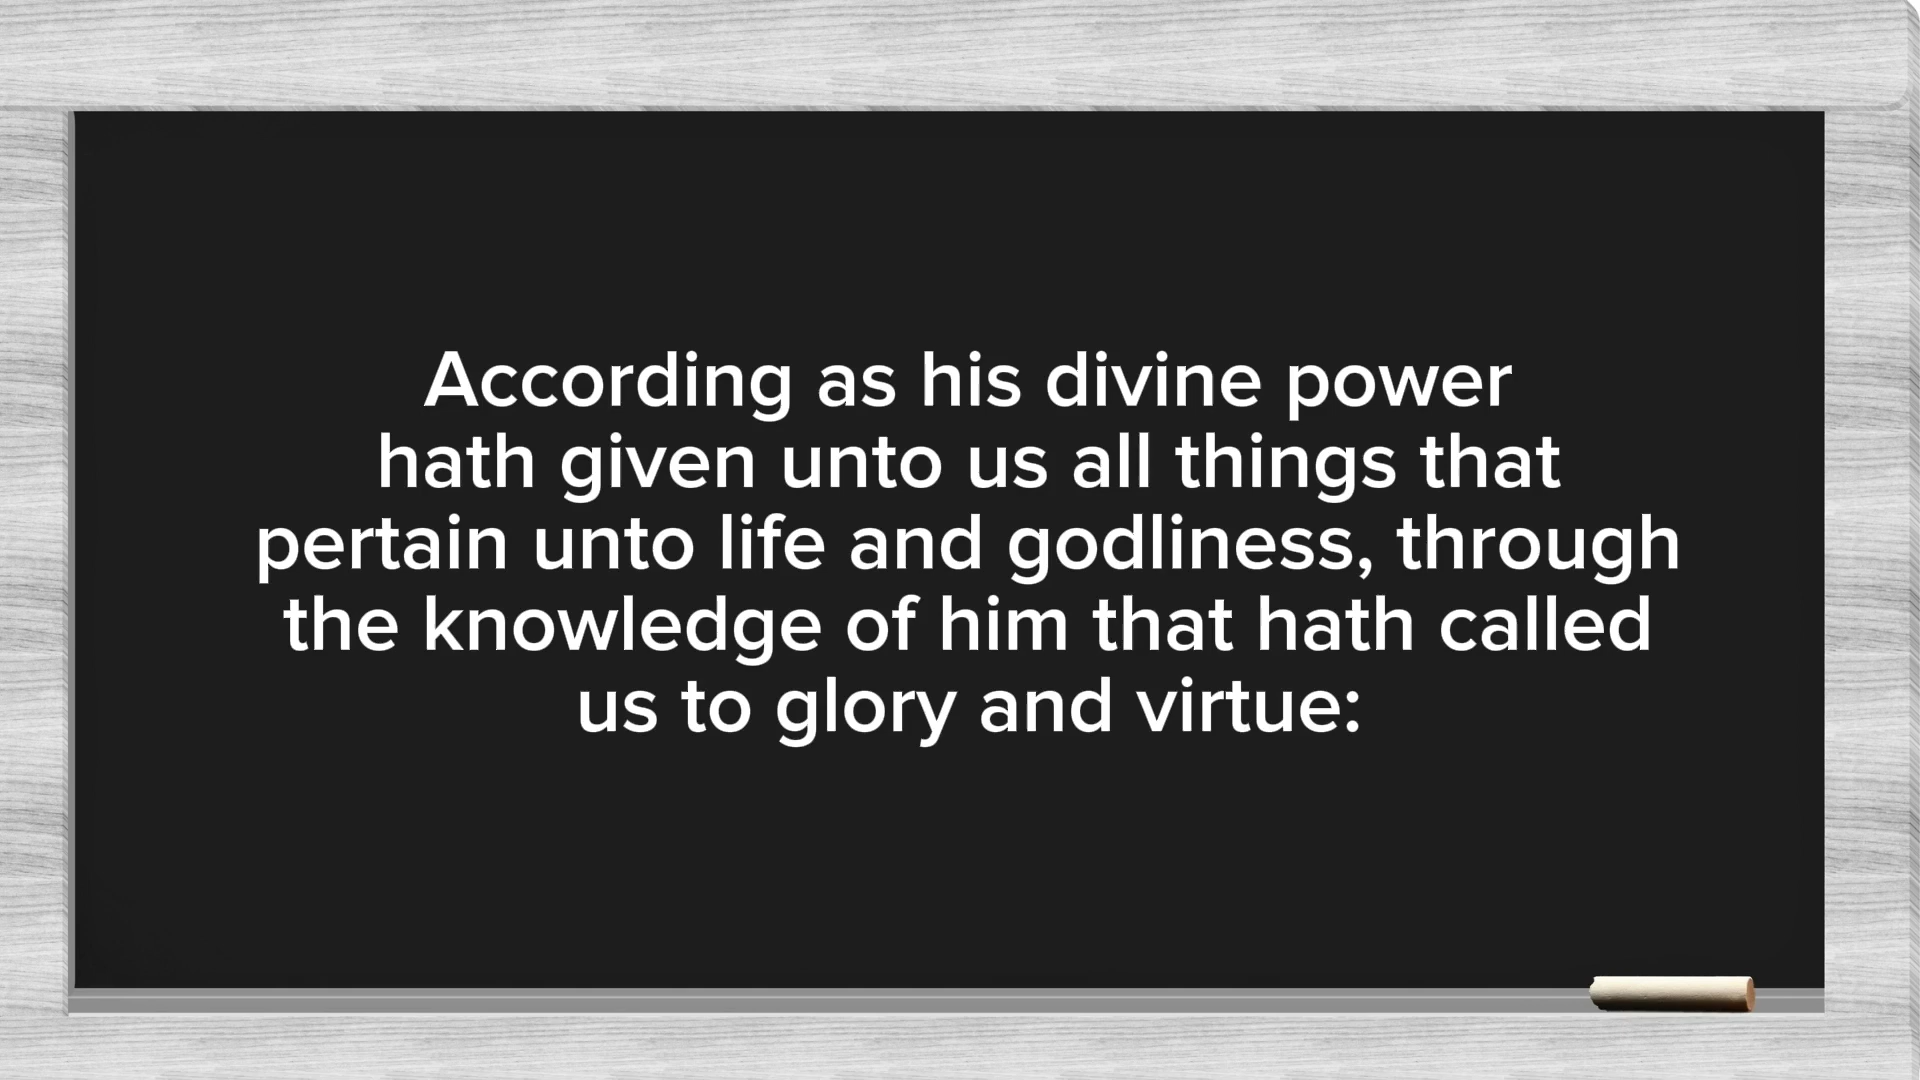 According as his divine power
hath given unto us all things that
pertain unto life and godliness, through
the knowledge of him that hath called
us to glory and virtue: